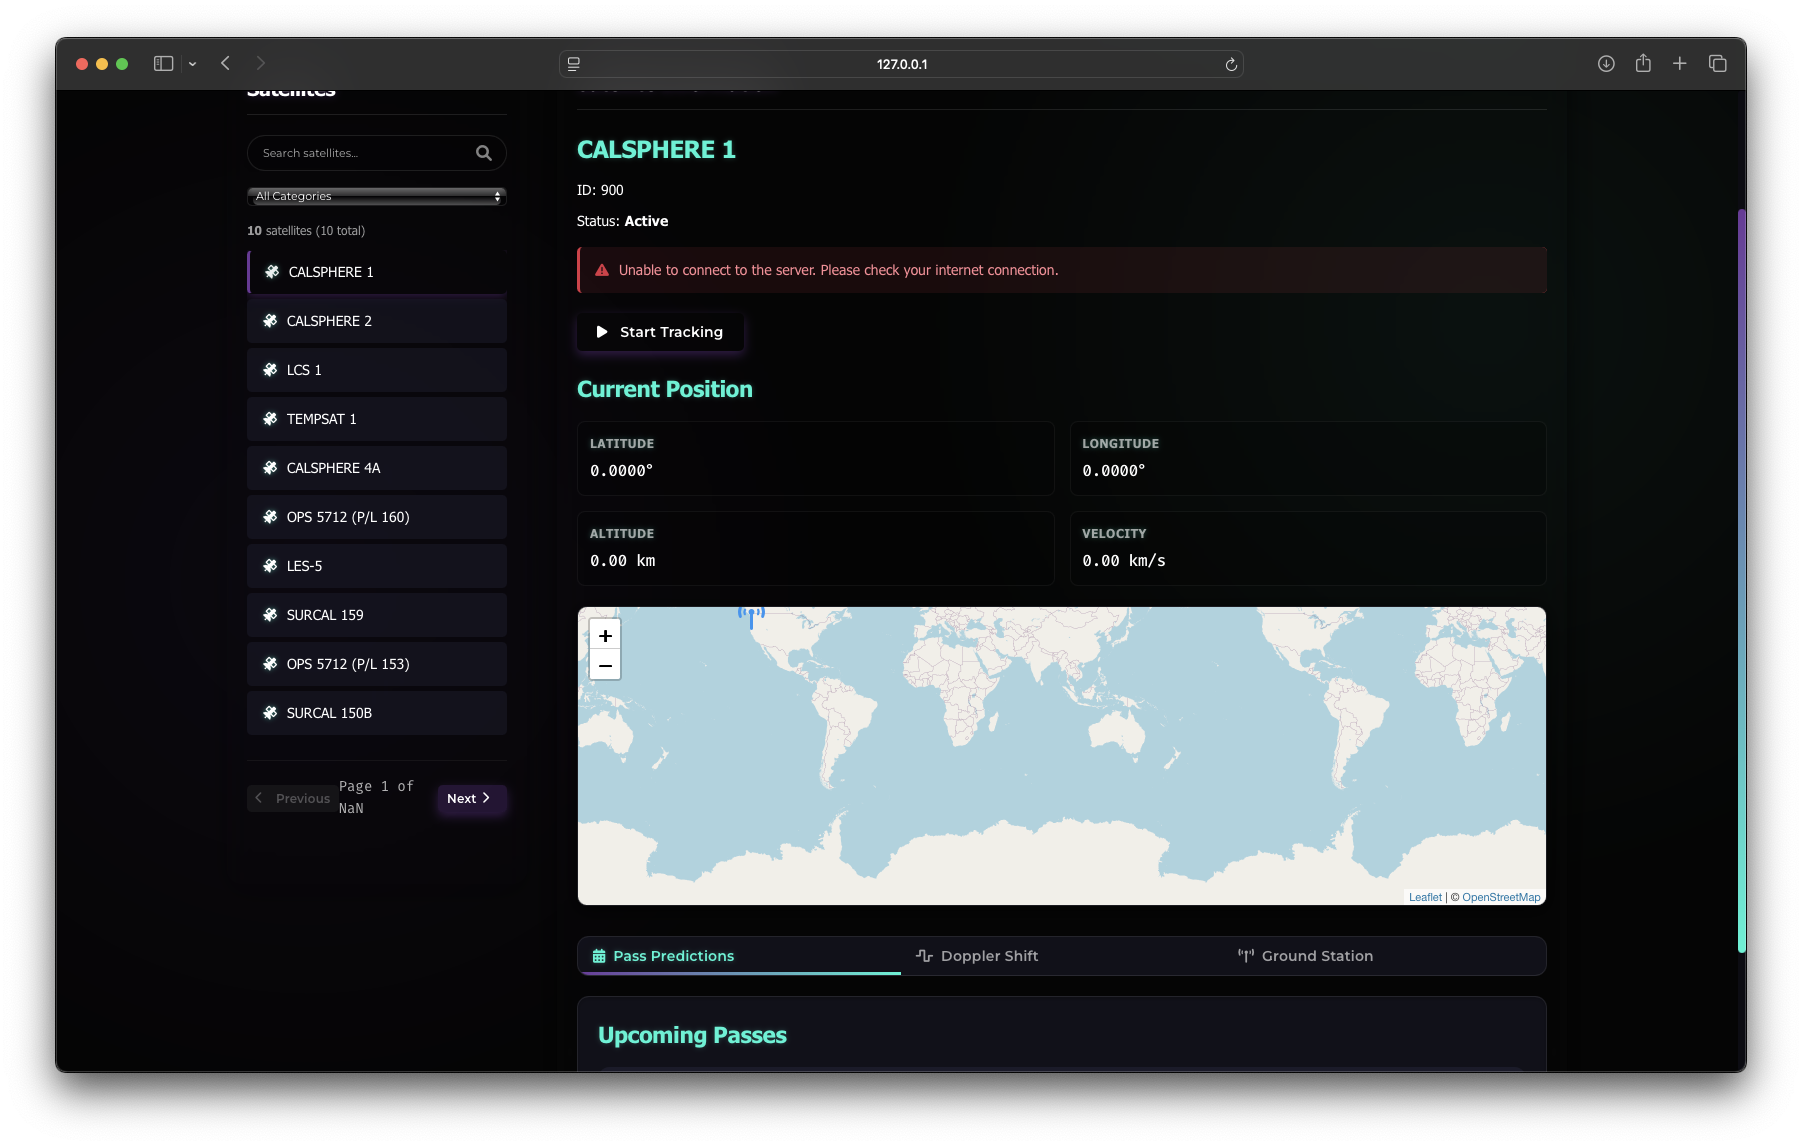 127.0.0.1
Satellites
Search satellites...
All Categories
10 satellites (10 total)
CALSPHERE 1
CALSPHERE 2
LCS 1
TEMPSAT 1
CALSPHERE 4A
OPS 5712 (P/L 160)
LES-5
SURCAL 159
OPS 5712 (P/L 153)
SURCAL 150B
Previous
Page 1 of
NaN
Next
CALSPHERE 1
ID: 900
Status: Active
Unable to connect to the server. Please check your internet connection.
Start Tracking
Current Position
LATITUDE
0.0000°
LONGITUDE
0.0000°
ALTITUDE
0.00 km
VELOCITY
0.00 km/s
+
−
Leaflet | © OpenStreetMap
Pass Predictions
Doppler Shift
Ground Station
Upcoming Passes